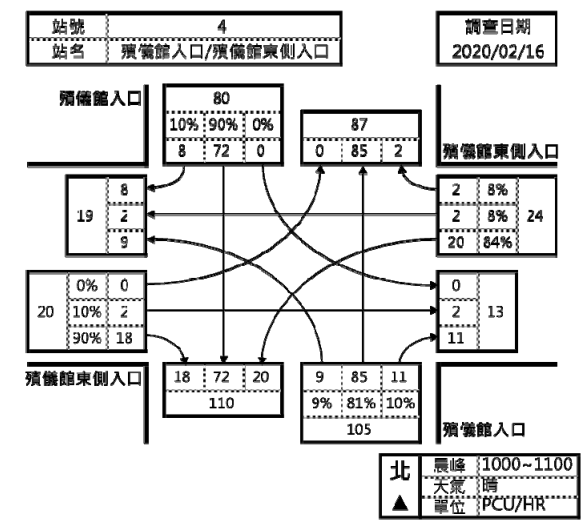 站號 4
站名 殯儀館入口/殯儀館東側入口
調查日期
2020/02/16
殯儀館入口
80
10% 90% 0%
8 72 0
87
0 85 2
殯儀館東側入口
19
8
2
9
2 8%
2 8%
20 84%
24
20
0% 0
10% 2
90% 18
0
2
11
13
殯儀館東側入口
18 72 20
110
9 85 11
9% 81% 10%
105
殯儀館入口
北
晨峰 1000~1100
天氣 晴
單位 PCU/HR